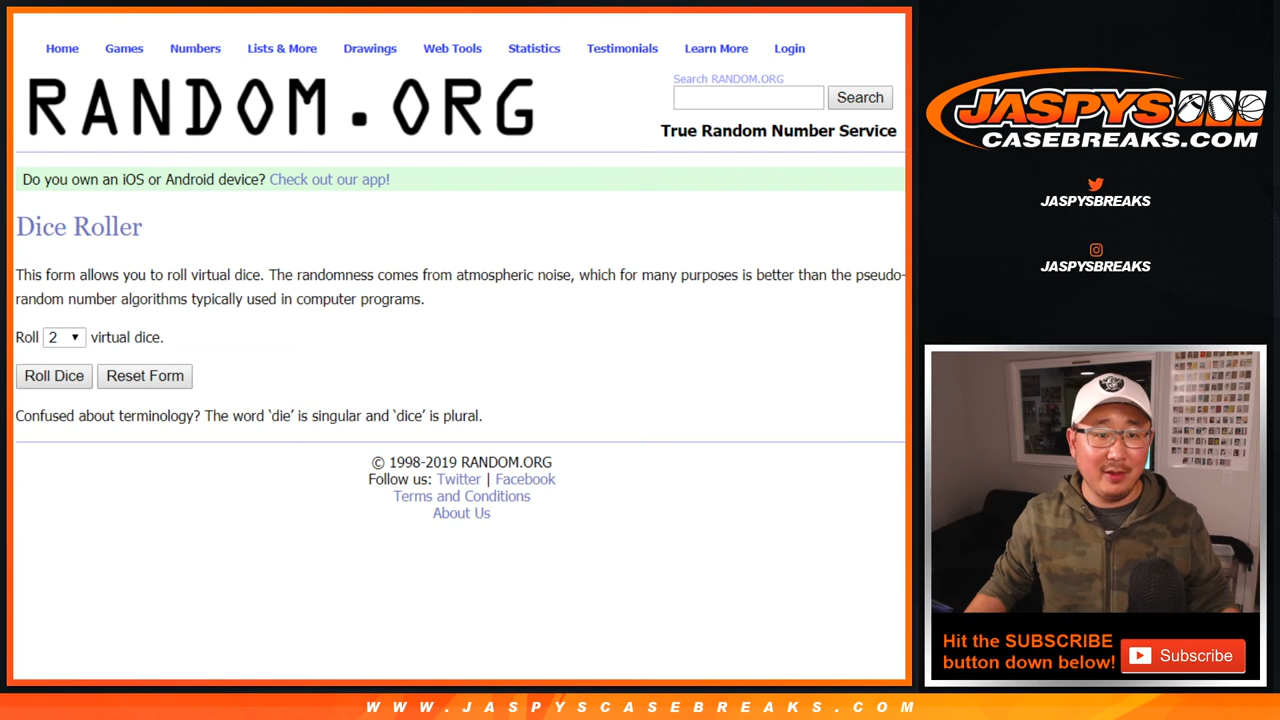 Home Games Numbers Lists & More Drawings Web Tools Statistics Testimonials Learn More Login
RANDOM.ORG
Search RANDOM.ORG
Search
True Random Number Service
Do you own an iOS or Android device? Check out our app!
Dice Roller
This form allows you to roll virtual dice. The randomness comes from atmospheric noise, which for many purposes is better than the pseudo-
random number algorithms typically used in computer programs.
Roll 2 virtual dice.
Roll Dice Reset Form
Confused about terminology? The word ‘die’ is singular and ‘dice’ is plural.
© 1998-2019 RANDOM.ORG
Follow us: Twitter | Facebook
Terms and Conditions
About Us
JASPYS
CASEBREAKS.COM
JASPYSBREAKS
JASPYSBREAKS
Hit the SUBSCRIBE
button down below!
Subscribe
WWW.JASPYSCASEBREAKS.COM